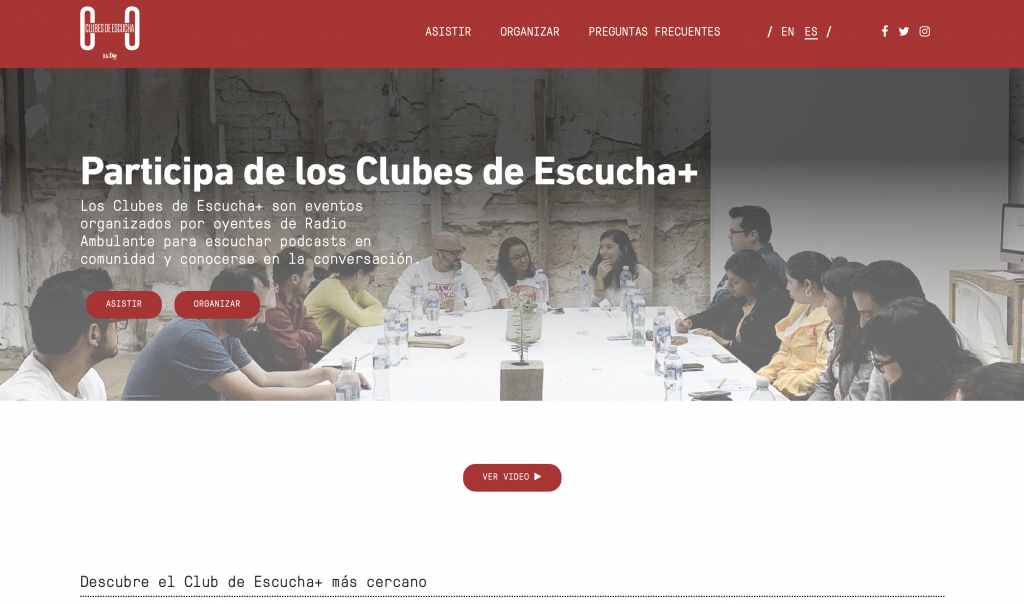 CLUBES DE ESCUCHA
ASISTIR
ORGANIZAR
PREGUNTAS FRECUENTES
/ EN ES /
Participa de los Clubes de Escucha+
Los Clubes de Escucha+ son eventos
organizados por oyentes de Radio
Ambulante para escuchar podcasts en
comunidad y conocerse en la conversación.
ASISTIR
ORGANIZAR
VER VIDEO
Descubre el Club de Escucha+ más cercano